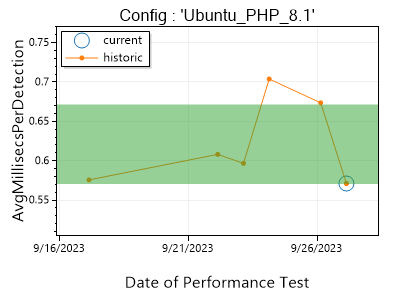 Config : 'Ubuntu_PHP_8.1'
current
historic
AvgMillisecsPerDetection
0.75
0.7
0.65
0.6
0.55
9/16/2023
9/21/2023
9/26/2023
Date of Performance Test